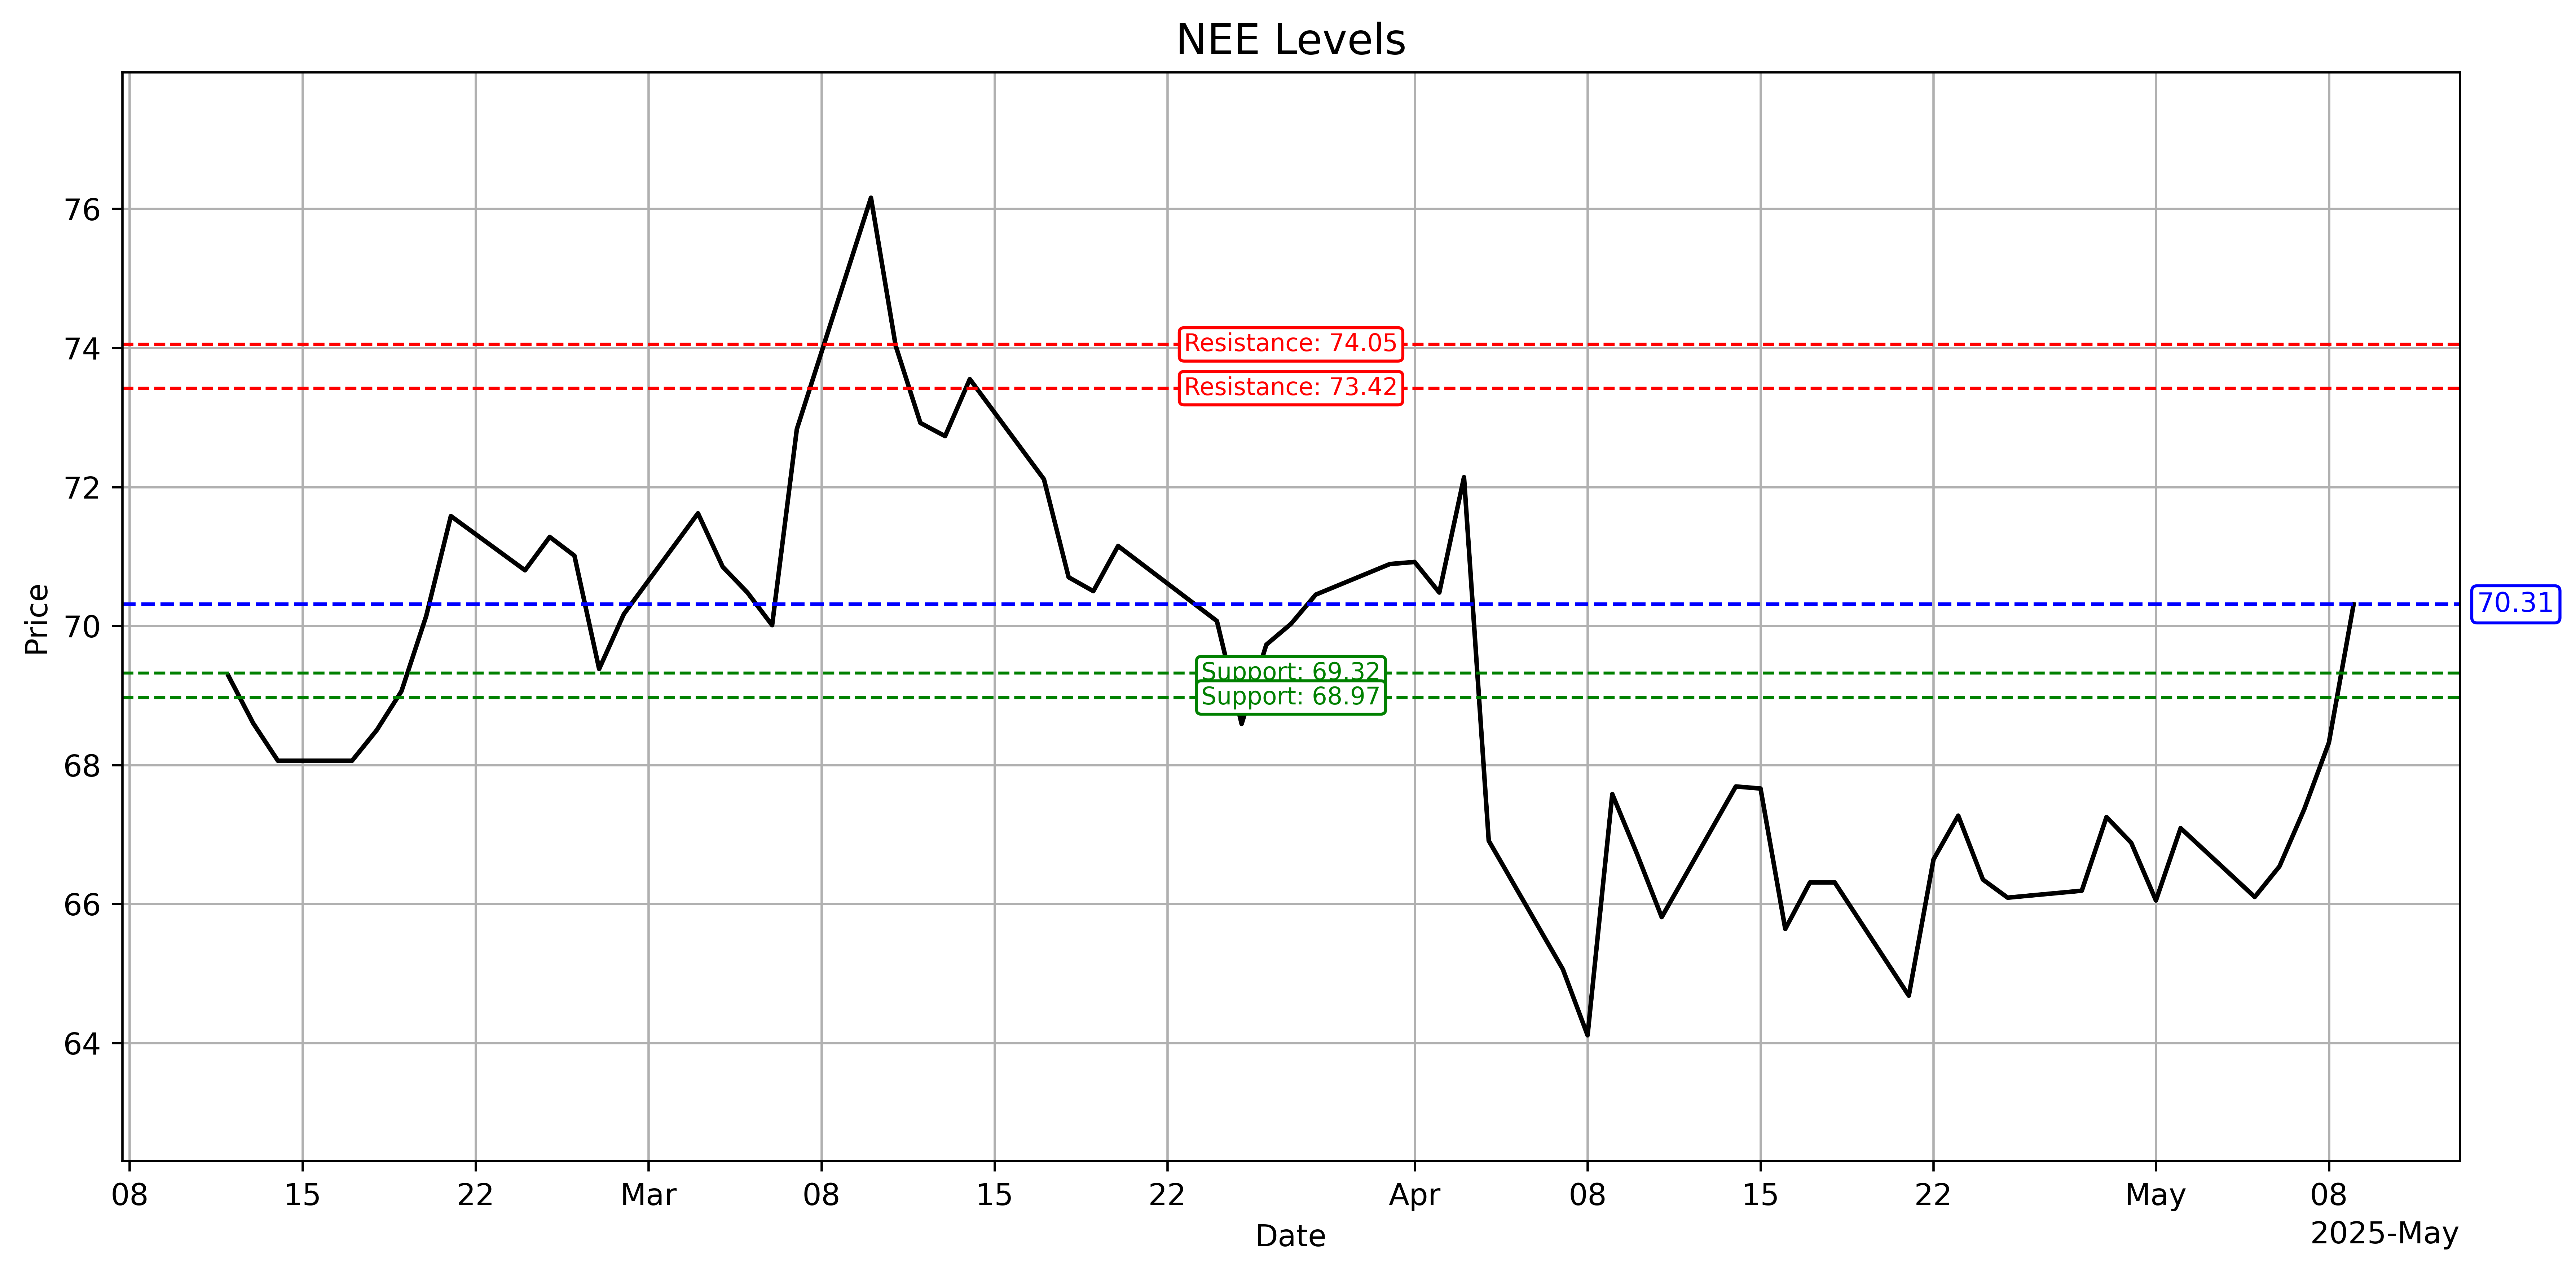 NEE Levels
76
74
72
70
68
66
64
Price
Resistance: 74.05
Resistance: 73.42
70.31
Support: 69.32
Support: 68.97
08 15 22 Mar 08 15 22 Apr 08 15 22 May 08
Date
2025-May